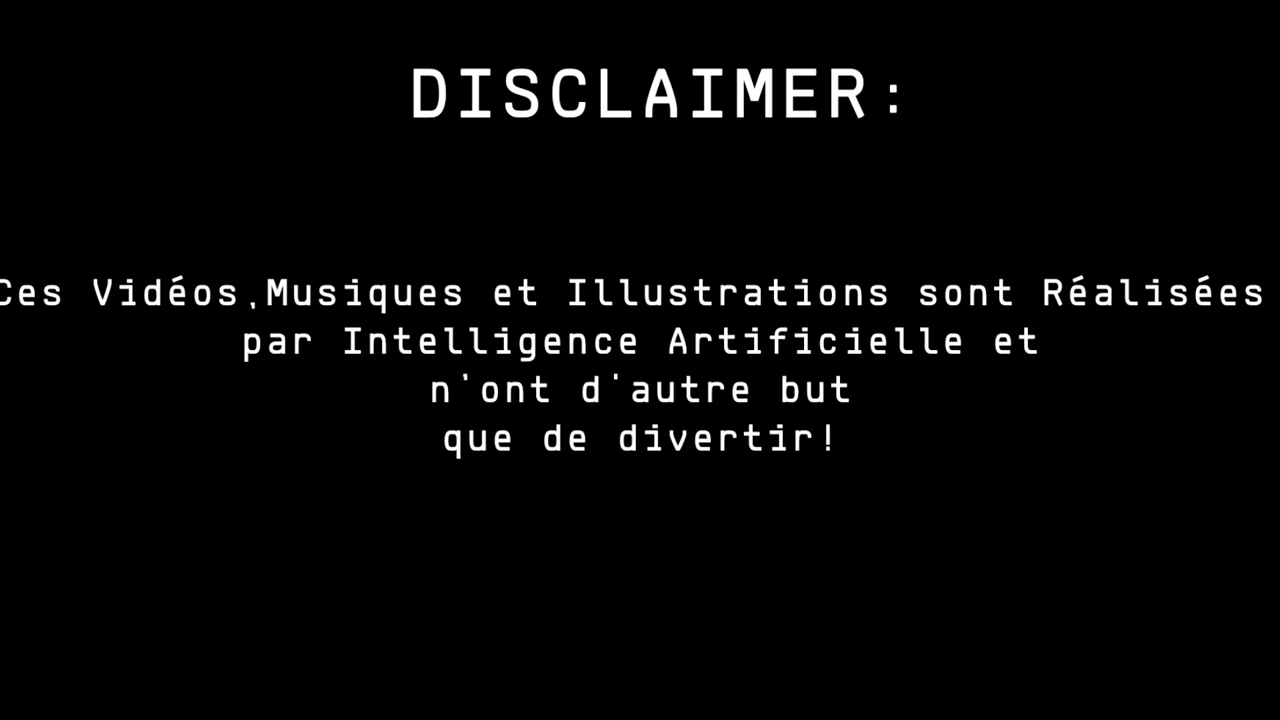 DISCLAIMER:
Ces Vidéos,Musiques et Illustrations sont Réalisées
par Intelligence Artificielle et
n'ont d'autre but
que de divertir!